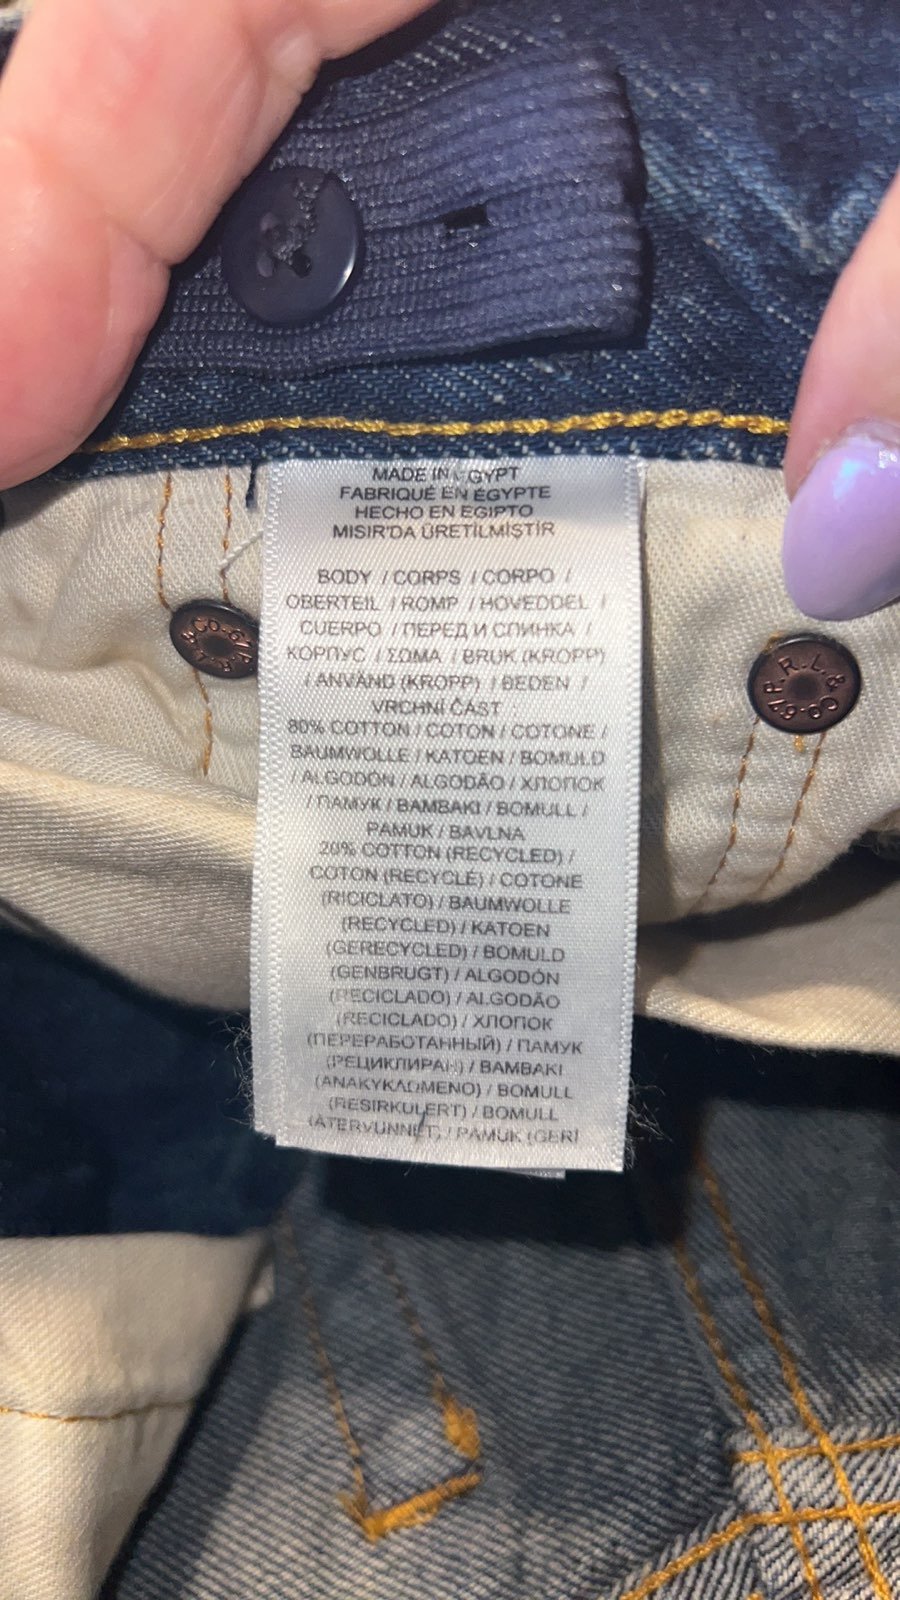 MADE IN EGYPT
FABRIQUÉ EN ÉGYPTE
HECHO EN EGIPTO
MISIR'DA ÜRETİLMİŞTİR
BODY / CORPS / CORPO /
OBERTEIL / ROMP / HOVEDDEL /
CUERPO / ПЕРЕД И СПИНКА /
КОРПУС / ΣΩΜΑ / BRUK (KROPP)
/ ANVÄND (KROPP) / BEDEN /
VRCHNÍ ČÁST
80% COTTON / COTON / COTONE /
BAUMWOLLE / KATOEN / BOMULD
/ ALGODÓN / ALGODÃO / ХЛОПОК
/ ПАМУК / ΒΑΜΒΑΚΙ / BOMULL /
PAMUK / BAVLNA
20% COTTON (RECYCLED) /
COTON (RECYCLÉ) / COTONE
(RICICLATO) / BAUMWOLLE
(RECYCLED) / KATOEN
(GERECYCLED) / BOMULD
(GENBRUGT) / ALGODÓN
(RECICLADO) / ALGODÃO
(RECICLADO) / ХЛОПОК
(ПЕРЕРАБОТАННЫЙ) / ПАМУК
(РЕЦИКЛИРАН) / ΒΑΜΒΑΚΙ
(ΑΝΑΚΥΚΛΩΜΕΝΟ) / BOMULL
(RESIRKULERT) / BOMULL
(ÅTERVUNNET) / PAMUK (GERİ
& CO-67 P.R.L.
P.R.L. & CO-67